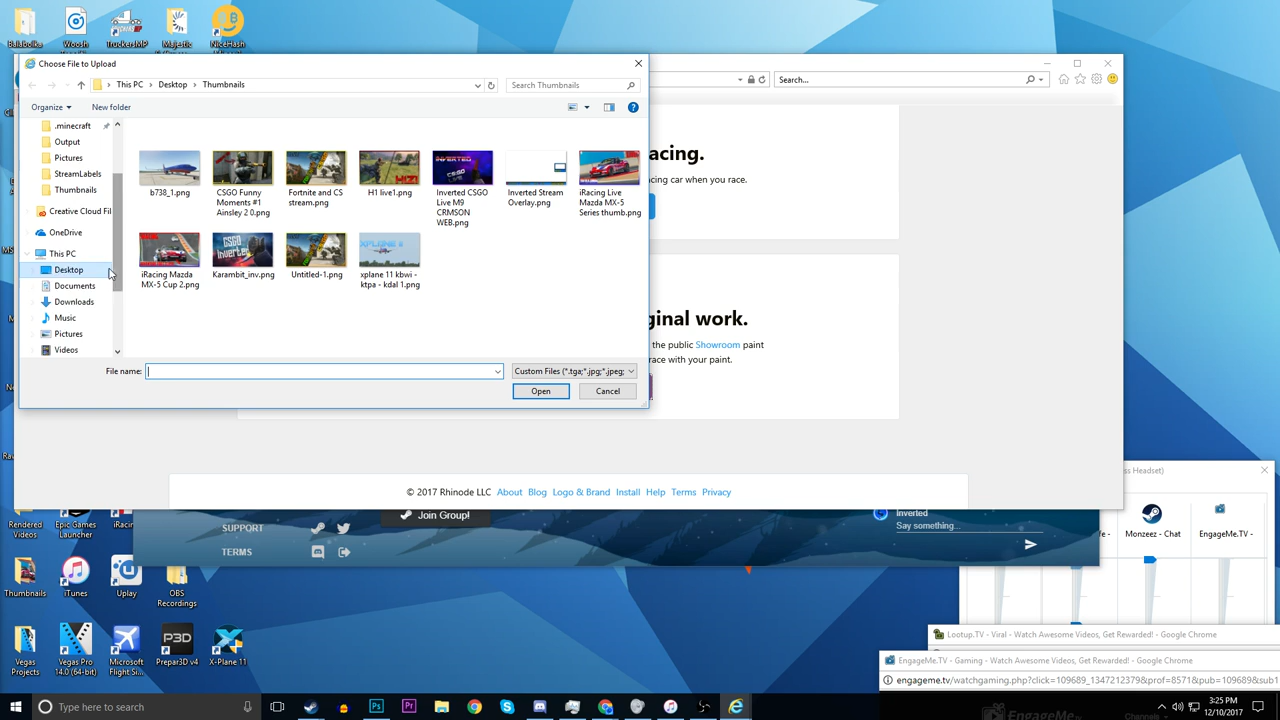 Balabolka
Woosh
TruckersMP
Majestic
NiceHash
Choose File to Upload
This PC > Desktop > Thumbnails
Search Thumbnails
Search...
Organize
New folder
.minecraft
Output
Pictures
StreamLabels
Thumbnails
Creative Cloud Fil
OneDrive
This PC
Desktop
Documents
Downloads
Music
Pictures
Videos
b738_1.png
CSGO Funny
Moments #1
Ainsley 2 0.png
Fortnite and CS
stream.png
H1 live1.png
Inverted CSGO
Live M9
CRMSON
WEB.png
Inverted Stream
Overlay.png
iRacing Live
Mazda MX-5
Series thumb.png
iRacing Mazda
MX-5 Cup 2.png
Karambit_inv.png
Untitled-1.png
xplane 11 kbwi -
ktpa - kdal 1.png
File name:
Custom Files (*.tga;*.jpg;*.jpeg;
Open
Cancel
acing.
acing car when you race.
ginal work.
the public Showroom paint
race with your paint.
© 2017 Rhinode LLC About Blog Logo & Brand Install Help Terms Privacy
SUPPORT
TERMS
Join Group!
Inverted
Say something...
ss Headset)
Monzeez - Chat
EngageMe.TV -
Lootup.TV - Viral - Watch Awesome Videos, Get Rewarded! - Google Chrome
EngageMe.TV - Gaming - Watch Awesome Videos, Get Rewarded! - Google Chrome
engageme.tv/watchgaming.php?click=109689_1347212379&prof=8571&pub=109689&sub1
EngageMe.TV
Channels
Rendered
Videos
Epic Games
Launcher
iRacin
Thumbnails
iTunes
Uplay
OBS
Recordings
Vegas
Projects
Vegas Pro
14.0 (64-bit)
Microsoft
Flight Si...
Prepar3D v4
X-Plane 11
Type here to search
3:25 PM
12/10/2017